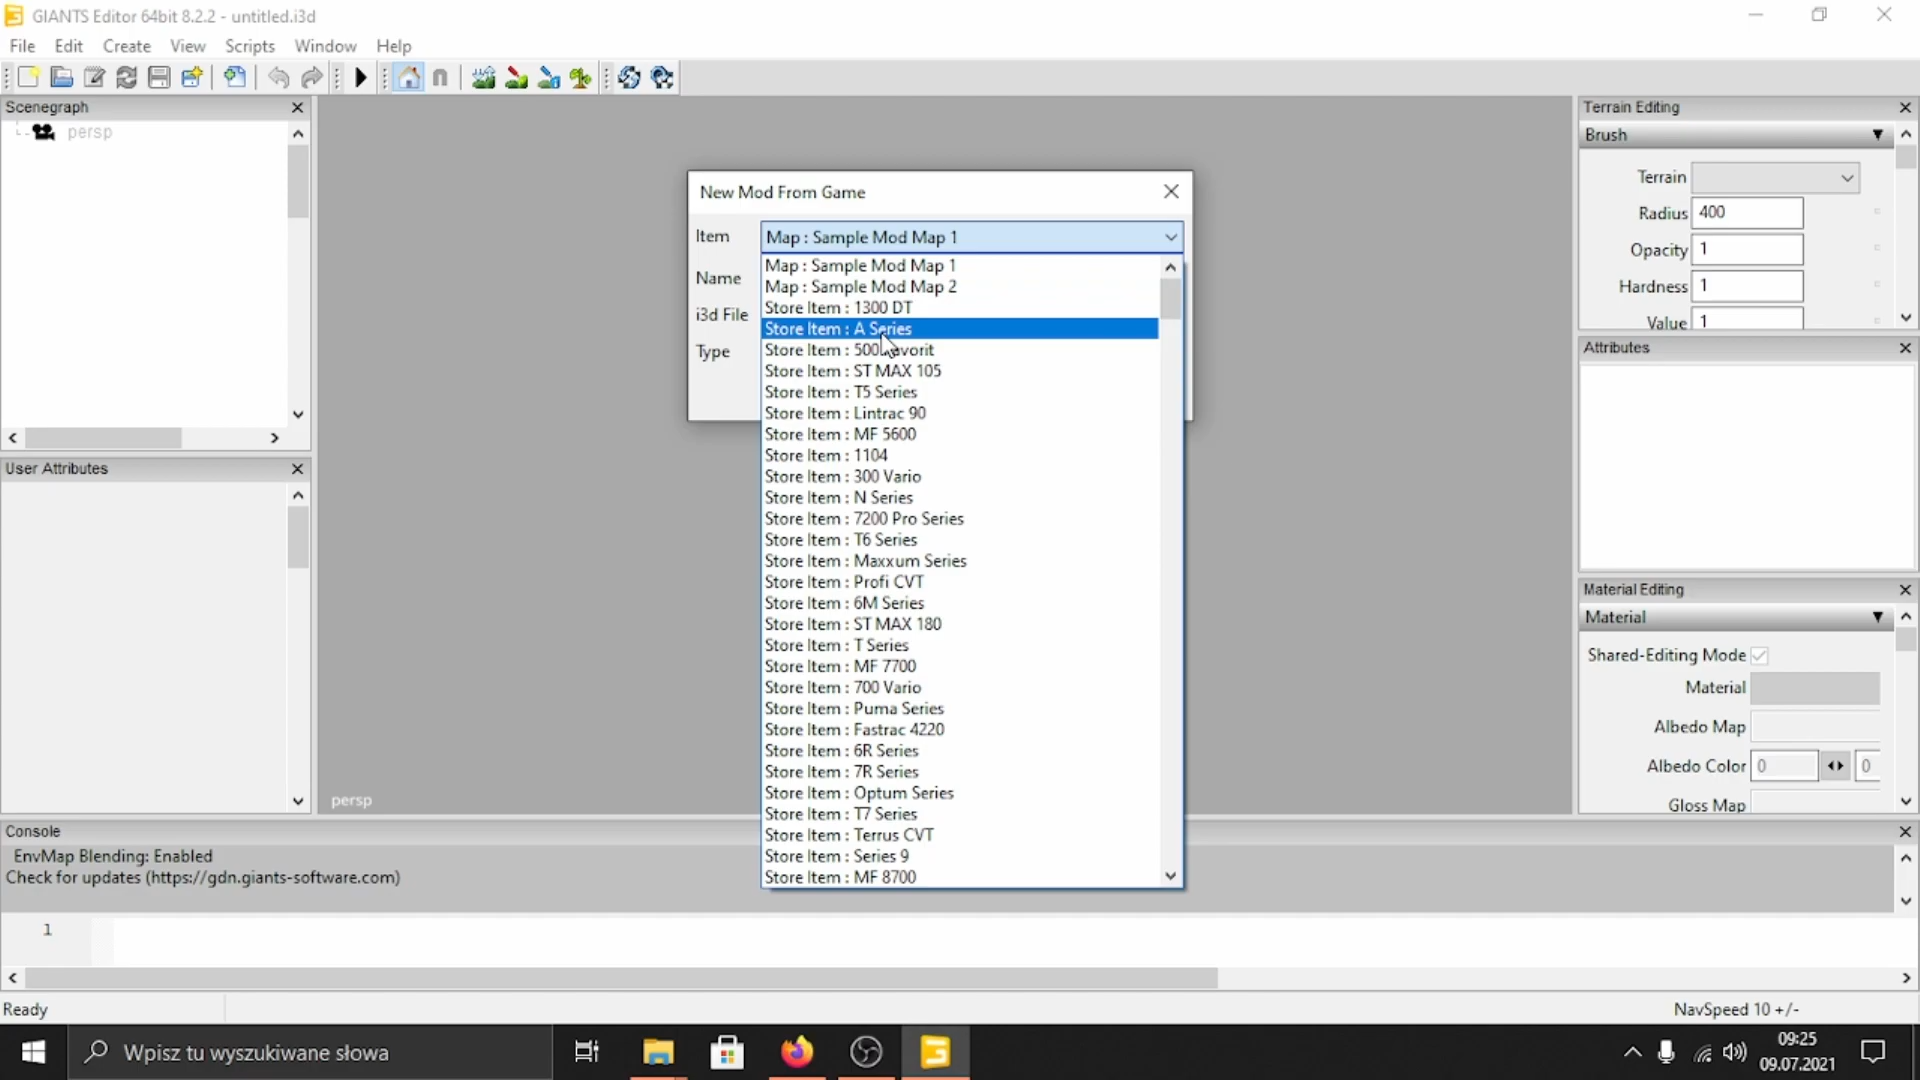 GIANTS Editor 64bit 8.2.2 - untitled.i3d
File Edit Create View Scripts Window Help
Scenegraph
persp
User Attributes
New Mod From Game
Item Map : Sample Mod Map 1
Name
i3d File
Type
Map : Sample Mod Map 1
Map : Sample Mod Map 2
Store Item : 1300 DT
Store Item : A Series
Store Item : 500 Favorit
Store Item : ST MAX 105
Store Item : T5 Series
Store Item : Lintrac 90
Store Item : MF 5600
Store Item : 1104
Store Item : 300 Vario
Store Item : N Series
Store Item : 7200 Pro Series
Store Item : T6 Series
Store Item : Maxxum Series
Store Item : Profi CVT
Store Item : 6M Series
Store Item : ST MAX 180
Store Item : T Series
Store Item : MF 7700
Store Item : 700 Vario
Store Item : Puma Series
Store Item : Fastrac 4220
Store Item : 6R Series
Store Item : 7R Series
Store Item : Optum Series
Store Item : T7 Series
Store Item : Terrus CVT
Store Item : Series 9
Store Item : MF 8700
persp
Terrain Editing
Brush
Terrain
Radius 400
Opacity 1
Hardness 1
Value 1
Attributes
Material Editing
Material
Shared-Editing Mode
Material
Albedo Map
Albedo Color 0 0
Gloss Map
Console
EnvMap Blending: Enabled
Check for updates (https://gdn.giants-software.com)
1
Ready
NavSpeed 10 +/-
Wpisz tu wyszukiwane słowa
09:25
09.07.2021